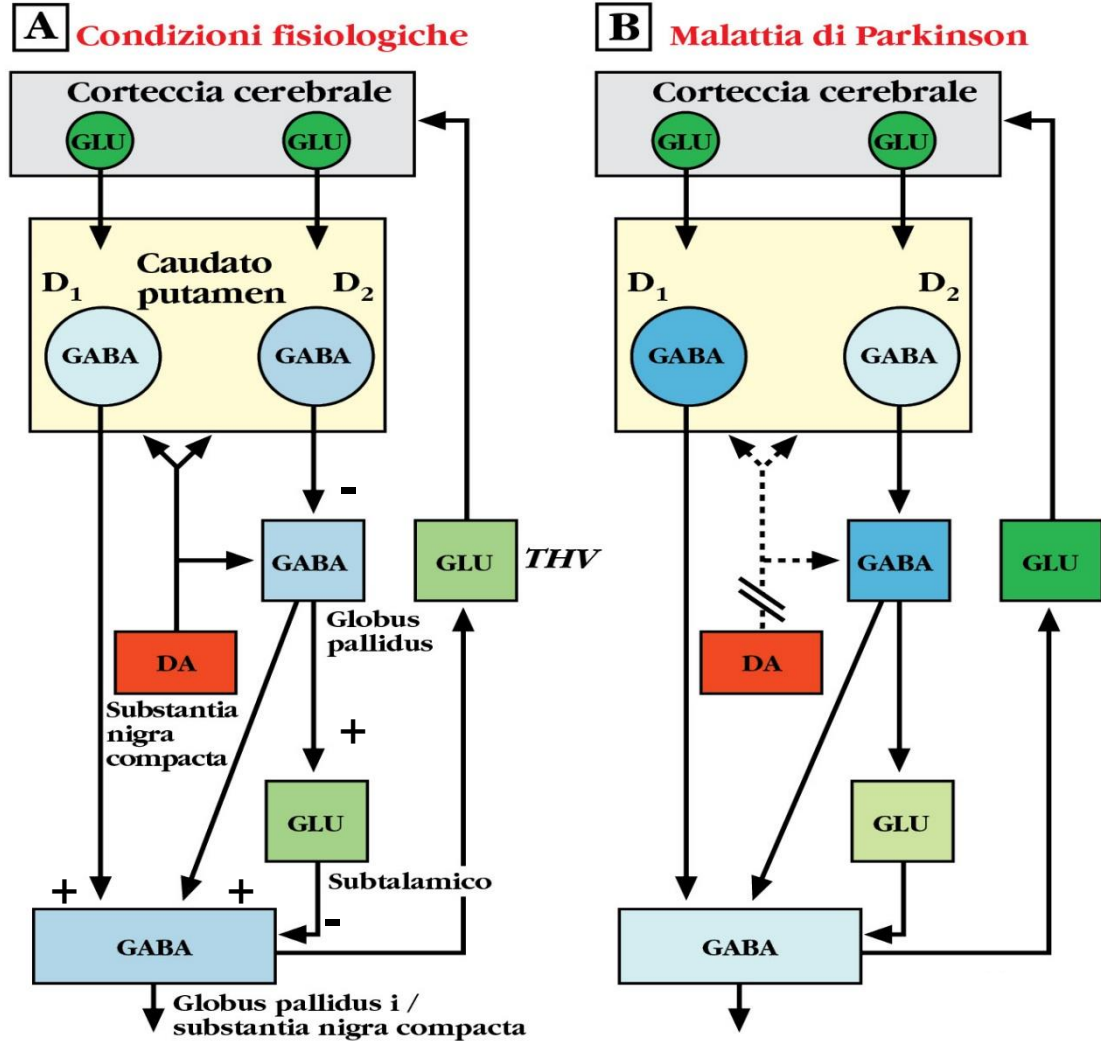 A Condizioni fisiologiche
Corteccia cerebrale
GLU GLU
Caudato
putamen
D1 D2
GABA GABA
-
GABA
GLU THV
Globus
pallidus
DA
Substantia
nigra
compacta
+
GLU
Subtalamico
+ +
-
GABA
Globus pallidus i /
substantia nigra compacta
B Malattia di Parkinson
Corteccia cerebrale
GLU GLU
Caudato
putamen
D1 D2
GABA GABA
GABA
GLU
DA
GLU
GABA